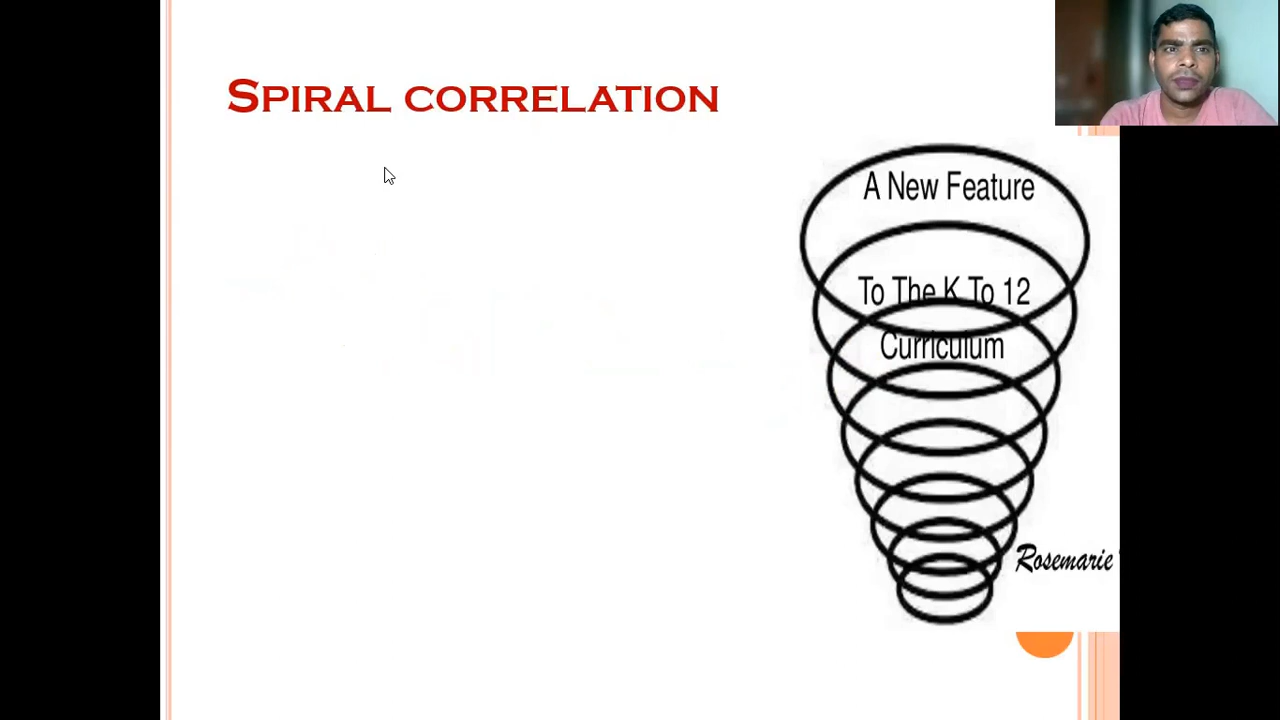 SPIRAL CORRELATION
A New Feature
To The K To 12
Curriculum
Rosemarie